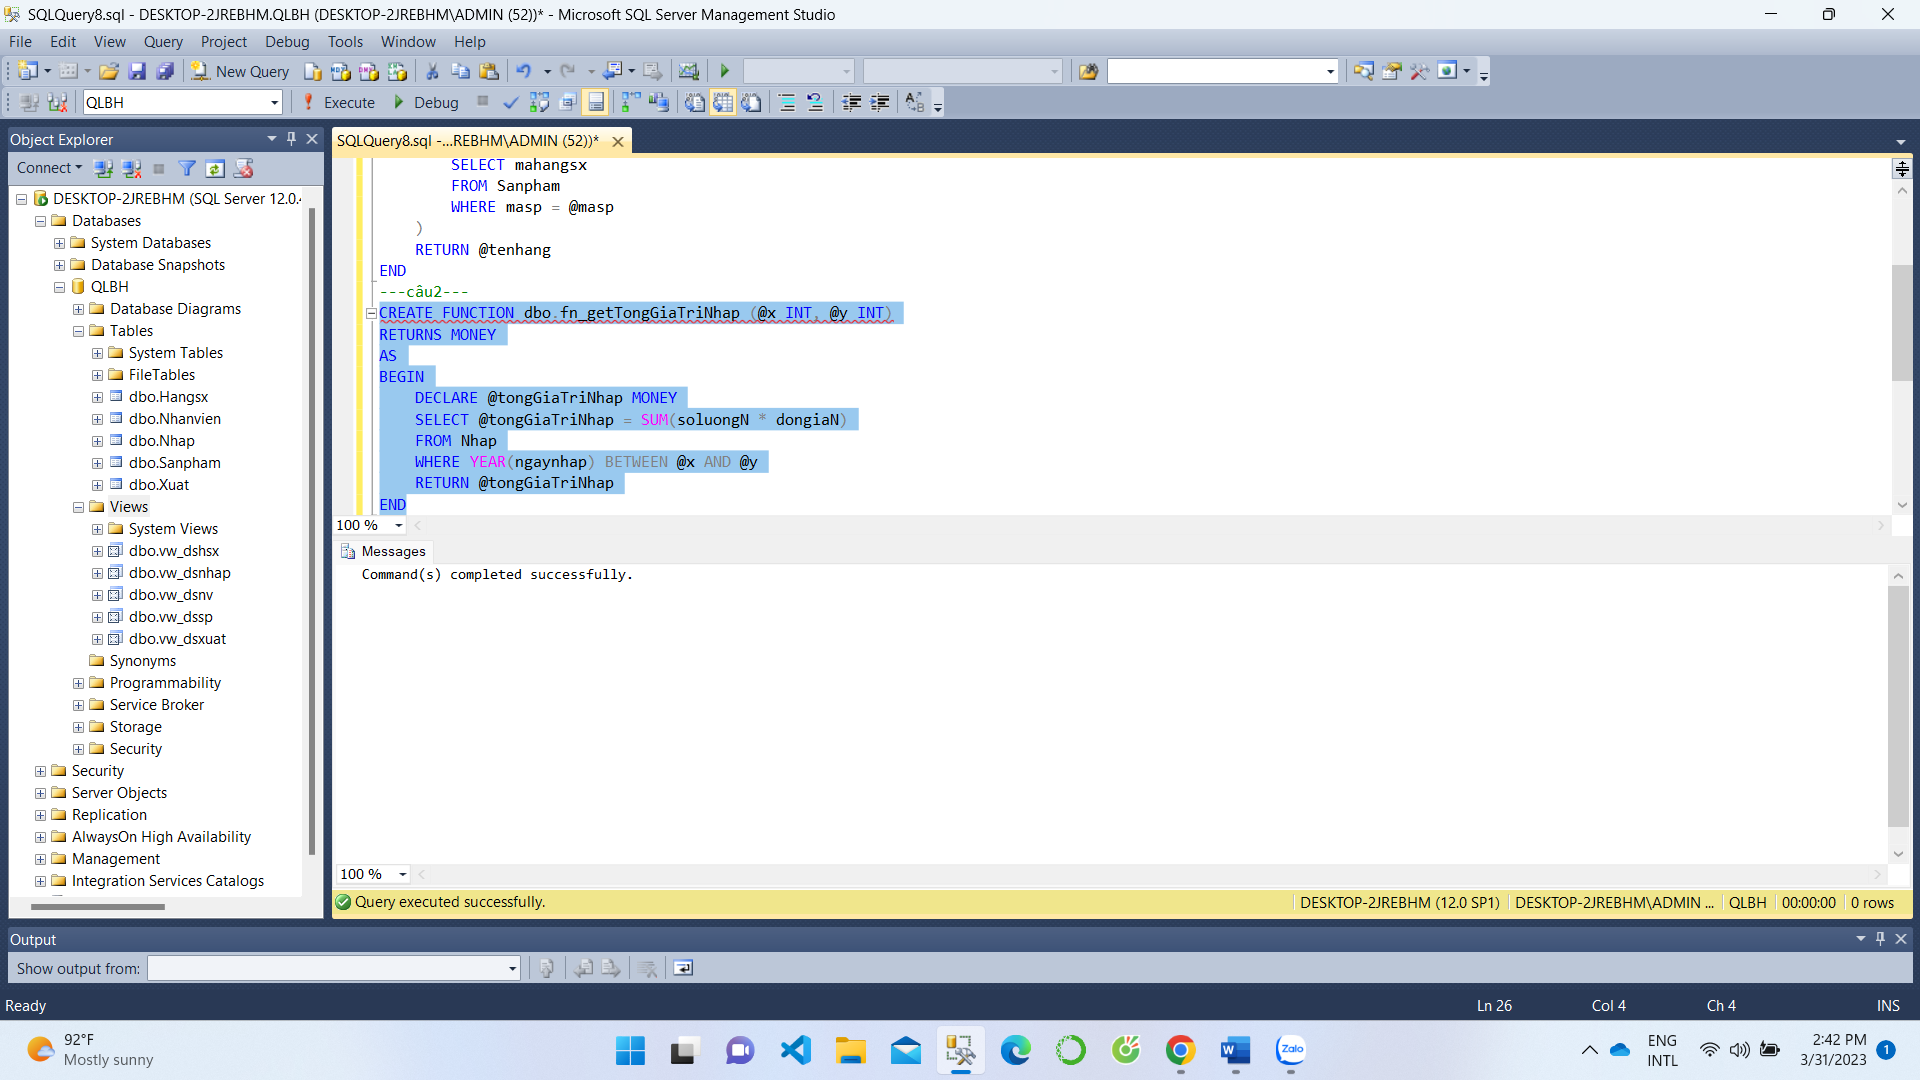 SQLQuery8.sql - DESKTOP-2JREBHM.QLBH (DESKTOP-2JREBHM\ADMIN (52))* - Microsoft SQL Server Management Studio
File Edit View Query Project Debug Tools Window Help
New Query
QLBH Execute Debug
Object Explorer
Connect
DESKTOP-2JREBHM (SQL Server 12.0.
Databases
System Databases
Database Snapshots
QLBH
Database Diagrams
Tables
System Tables
FileTables
dbo.Hangsx
dbo.Nhanvien
dbo.Nhap
dbo.Sanpham
dbo.Xuat
Views
System Views
dbo.vw_dshsx
dbo.vw_dsnhap
dbo.vw_dsnv
dbo.vw_dssp
dbo.vw_dsxuat
Synonyms
Programmability
Service Broker
Storage
Security
Security
Server Objects
Replication
AlwaysOn High Availability
Management
Integration Services Catalogs
SQLQuery8.sql -...REBHM\ADMIN (52))*
SELECT mahangsx
FROM Sanpham
WHERE masp = @masp
)
RETURN @tenhang
END
---câu2---
CREATE FUNCTION dbo.fn_getTongGiaTriNhap (@x INT, @y INT)
RETURNS MONEY
AS
BEGIN
DECLARE @tongGiaTriNhap MONEY
SELECT @tongGiaTriNhap = SUM(soluongN * dongiaN)
FROM Nhap
WHERE YEAR(ngaynhap) BETWEEN @x AND @y
RETURN @tongGiaTriNhap
END
100 %
Messages
Command(s) completed successfully.
100 %
Query executed successfully. DESKTOP-2JREBHM (12.0 SP1) DESKTOP-2JREBHM\ADMIN ... QLBH 00:00:00 0 rows
Output
Show output from:
Ready Ln 26 Col 4 Ch 4 INS
92°F
Mostly sunny
Zalo
ENG
INTL
2:42 PM
3/31/2023
1